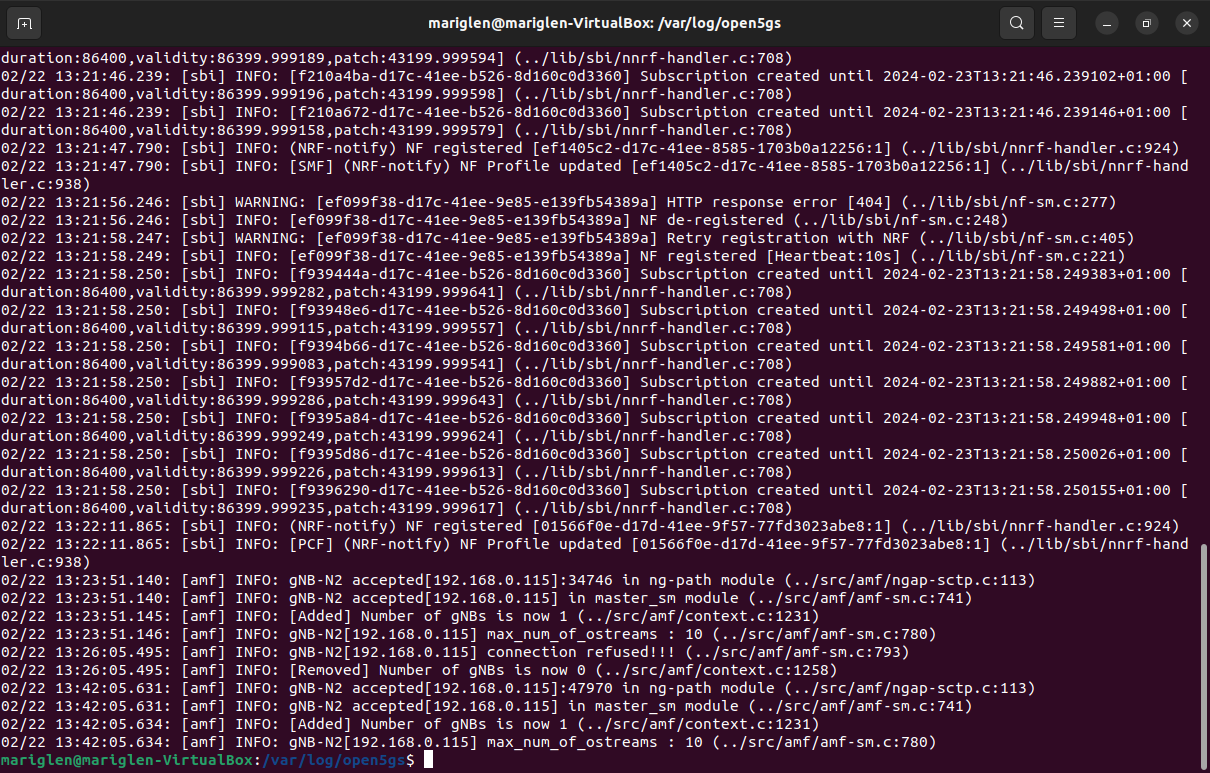 mariglen@mariglen-VirtualBox: /var/log/open5gs
duration:86400,validity:86399.999189,patch:43199.999594] (../lib/sbi/nnrf-handler.c:708)
02/22 13:21:46.239: [sbi] INFO: [f210a4ba-d17c-41ee-b526-8d160c0d3360] Subscription created until 2024-02-23T13:21:46.239102+01:00 [
duration:86400,validity:86399.999196,patch:43199.999598] (../lib/sbi/nnrf-handler.c:708)
02/22 13:21:46.239: [sbi] INFO: [f210a672-d17c-41ee-b526-8d160c0d3360] Subscription created until 2024-02-23T13:21:46.239146+01:00 [
duration:86400,validity:86399.999158,patch:43199.999579] (../lib/sbi/nnrf-handler.c:708)
02/22 13:21:47.790: [sbi] INFO: (NRF-notify) NF registered [ef1405c2-d17c-41ee-8585-1703b0a12256:1] (../lib/sbi/nnrf-handler.c:924)
02/22 13:21:47.790: [sbi] INFO: [SMF] (NRF-notify) NF Profile updated [ef1405c2-d17c-41ee-8585-1703b0a12256:1] (../lib/sbi/nnrf-hand
ler.c:938)
02/22 13:21:56.246: [sbi] WARNING: [ef099f38-d17c-41ee-9e85-e139fb54389a] HTTP response error [404] (../lib/sbi/nf-sm.c:277)
02/22 13:21:56.246: [sbi] INFO: [ef099f38-d17c-41ee-9e85-e139fb54389a] NF de-registered (../lib/sbi/nf-sm.c:248)
02/22 13:21:58.247: [sbi] WARNING: [ef099f38-d17c-41ee-9e85-e139fb54389a] Retry registration with NRF (../lib/sbi/nf-sm.c:405)
02/22 13:21:58.249: [sbi] INFO: [ef099f38-d17c-41ee-9e85-e139fb54389a] NF registered [Heartbeat:10s] (../lib/sbi/nf-sm.c:221)
02/22 13:21:58.250: [sbi] INFO: [f939444a-d17c-41ee-b526-8d160c0d3360] Subscription created until 2024-02-23T13:21:58.249383+01:00 [
duration:86400,validity:86399.999282,patch:43199.999641] (../lib/sbi/nnrf-handler.c:708)
02/22 13:21:58.250: [sbi] INFO: [f93948e6-d17c-41ee-b526-8d160c0d3360] Subscription created until 2024-02-23T13:21:58.249498+01:00 [
duration:86400,validity:86399.999115,patch:43199.999557] (../lib/sbi/nnrf-handler.c:708)
02/22 13:21:58.250: [sbi] INFO: [f9394b66-d17c-41ee-b526-8d160c0d3360] Subscription created until 2024-02-23T13:21:58.249581+01:00 [
duration:86400,validity:86399.999083,patch:43199.999541] (../lib/sbi/nnrf-handler.c:708)
02/22 13:21:58.250: [sbi] INFO: [f93957d2-d17c-41ee-b526-8d160c0d3360] Subscription created until 2024-02-23T13:21:58.249882+01:00 [
duration:86400,validity:86399.999286,patch:43199.999643] (../lib/sbi/nnrf-handler.c:708)
02/22 13:21:58.250: [sbi] INFO: [f9395a84-d17c-41ee-b526-8d160c0d3360] Subscription created until 2024-02-23T13:21:58.249948+01:00 [
duration:86400,validity:86399.999249,patch:43199.999624] (../lib/sbi/nnrf-handler.c:708)
02/22 13:21:58.250: [sbi] INFO: [f9395d86-d17c-41ee-b526-8d160c0d3360] Subscription created until 2024-02-23T13:21:58.250026+01:00 [
duration:86400,validity:86399.999226,patch:43199.999613] (../lib/sbi/nnrf-handler.c:708)
02/22 13:21:58.250: [sbi] INFO: [f9396290-d17c-41ee-b526-8d160c0d3360] Subscription created until 2024-02-23T13:21:58.250155+01:00 [
duration:86400,validity:86399.999235,patch:43199.999617] (../lib/sbi/nnrf-handler.c:708)
02/22 13:22:11.865: [sbi] INFO: (NRF-notify) NF registered [01566f0e-d17d-41ee-9f57-77fd3023abe8:1] (../lib/sbi/nnrf-handler.c:924)
02/22 13:22:11.865: [sbi] INFO: [PCF] (NRF-notify) NF Profile updated [01566f0e-d17d-41ee-9f57-77fd3023abe8:1] (../lib/sbi/nnrf-hand
ler.c:938)
02/22 13:23:51.140: [amf] INFO: gNB-N2 accepted[192.168.0.115]:34746 in ng-path module (../src/amf/ngap-sctp.c:113)
02/22 13:23:51.140: [amf] INFO: gNB-N2 accepted[192.168.0.115] in master_sm module (../src/amf/amf-sm.c:741)
02/22 13:23:51.145: [amf] INFO: [Added] Number of gNBs is now 1 (../src/amf/context.c:1231)
02/22 13:23:51.146: [amf] INFO: gNB-N2[192.168.0.115] max_num_of_ostreams : 10 (../src/amf/amf-sm.c:780)
02/22 13:26:05.495: [amf] INFO: gNB-N2[192.168.0.115] connection refused!!! (../src/amf/amf-sm.c:793)
02/22 13:26:05.495: [amf] INFO: [Removed] Number of gNBs is now 0 (../src/amf/context.c:1258)
02/22 13:42:05.631: [amf] INFO: gNB-N2 accepted[192.168.0.115]:47970 in ng-path module (../src/amf/ngap-sctp.c:113)
02/22 13:42:05.631: [amf] INFO: gNB-N2 accepted[192.168.0.115] in master_sm module (../src/amf/amf-sm.c:741)
02/22 13:42:05.634: [amf] INFO: [Added] Number of gNBs is now 1 (../src/amf/context.c:1231)
02/22 13:42:05.634: [amf] INFO: gNB-N2[192.168.0.115] max_num_of_ostreams : 10 (../src/amf/amf-sm.c:780)
mariglen@mariglen-VirtualBox:/var/log/open5gs$